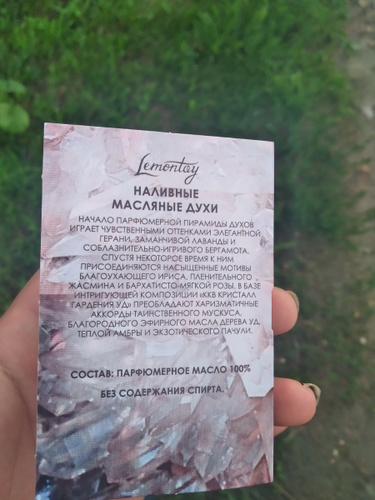 Lemontay
НАЛИВНЫЕ
МАСЛЯНЫЕ ДУХИ
НАЧАЛО ПАРФЮМЕРНОЙ ПИРАМИДЫ ДУХОВ
ИГРАЕТ ЧУВСТВЕННЫМИ ОТТЕНКАМИ ЭЛЕГАНТНОЙ
ГЕРАНИ, ЗАМАНЧИВОЙ ЛАВАНДЫ И
СОБЛАЗНИТЕЛЬНО-ИГРИВОГО БЕРГАМОТА.
СПУСТЯ НЕКОТОРОЕ ВРЕМЯ К НИМ
ПРИСОЕДИНЯЮТСЯ НАСЫЩЕННЫЕ МОТИВЫ
БЛАГОУХАЮЩЕГО ИРИСА, ПЛЕНИТЕЛЬНОГО
ЖАСМИНА И БАРХАТИСТО-МЯГКОЙ РОЗЫ. В БАЗЕ
ИНТРИГУЮЩЕЙ КОМПОЗИЦИИ «ККВ КРИСТАЛЛ
ГАРДЕНИЯ УД» ПРЕОБЛАДАЮТ ХАРИЗМАТИЧНЫЕ
АККОРДЫ ТАИНСТВЕННОГО МУСКУСА,
БЛАГОРОДНОГО ЭФИРНОГО МАСЛА ДЕРЕВА УД,
ТЕПЛОЙ АМБРЫ И ЭКЗОТИЧЕСКОГО ПАЧУЛИ.
СОСТАВ: ПАРФЮМЕРНОЕ МАСЛО 100%
БЕЗ СОДЕРЖАНИЯ СПИРТА.